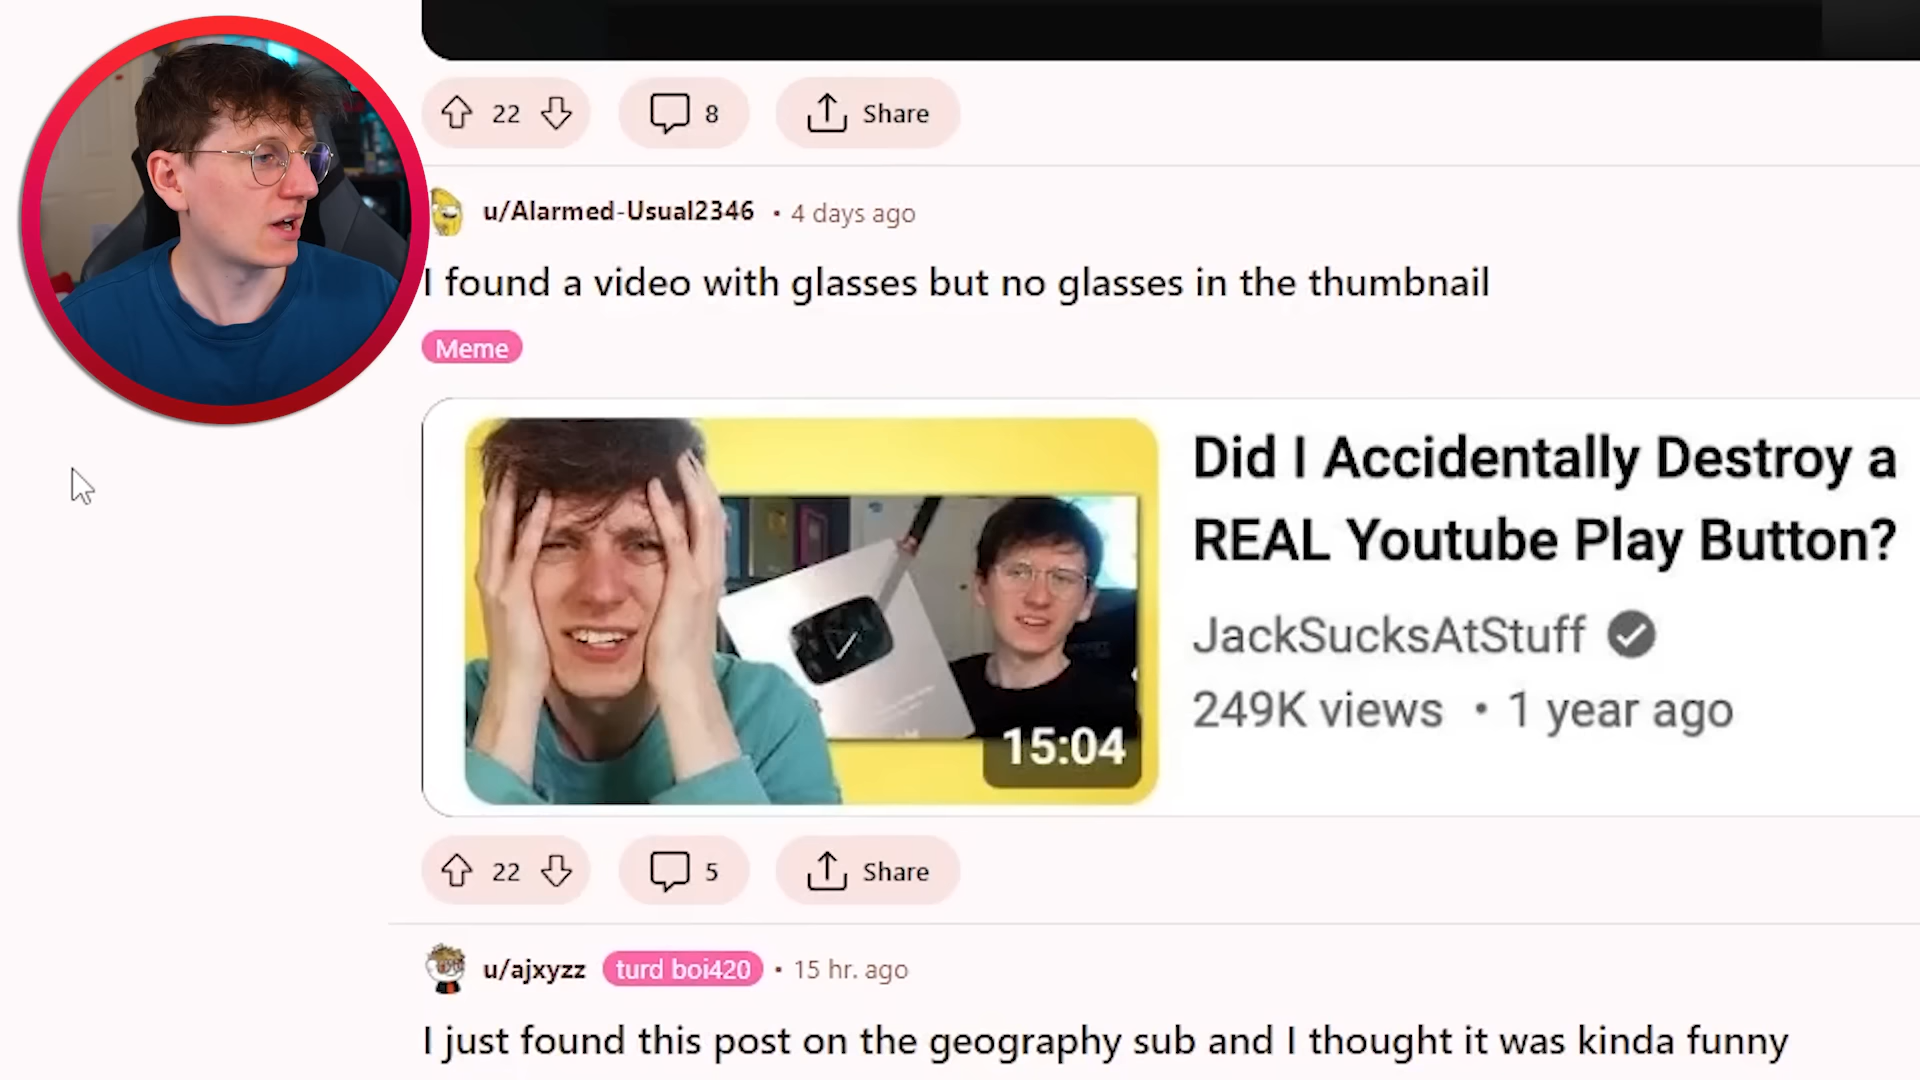 22
8
Share
u/Alarmed-Usual2346 • 4 days ago
I found a video with glasses but no glasses in the thumbnail
Meme
15:04
Did I Accidentally Destroy a
REAL Youtube Play Button?
JackSucksAtStuff
249K views • 1 year ago
22
5
Share
u/ajxyzz turd boi420 • 15 hr. ago
I just found this post on the geography sub and I thought it was kinda funny